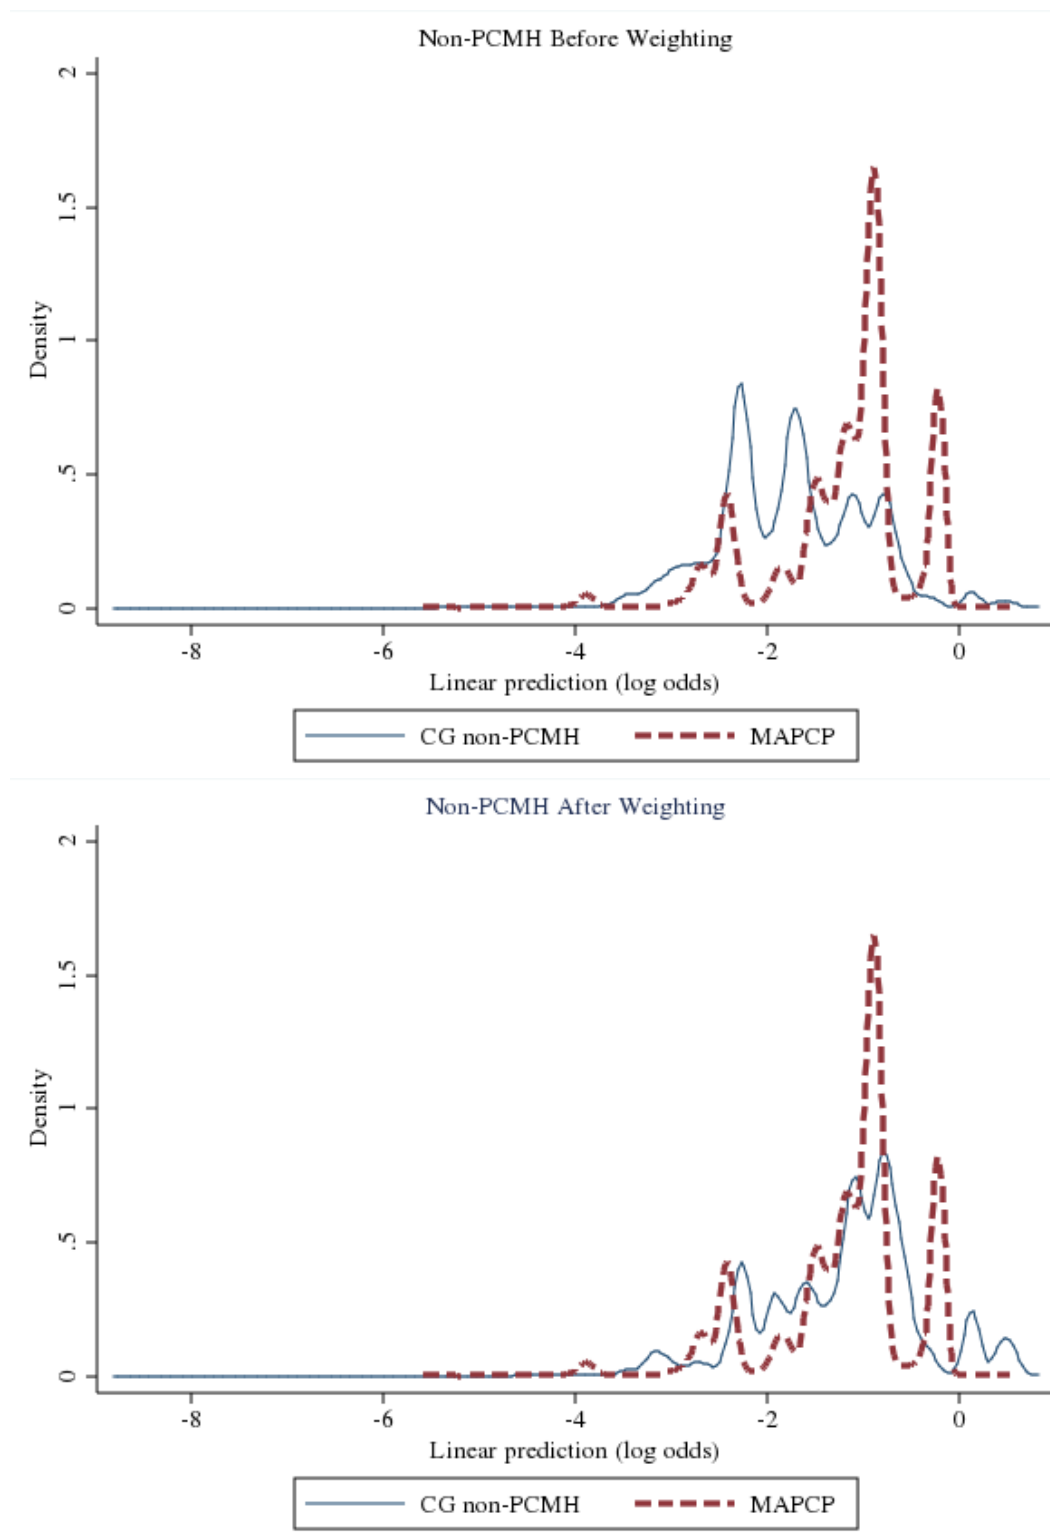 Non-PCMH Before Weighting
2
1.5
1
.5
0
Density
-8 -6 -4 -2 0
Linear prediction (log odds)
CG non-PCMH MAPCP
Non-PCMH After Weighting
2
1.5
1
.5
0
Density
-8 -6 -4 -2 0
Linear prediction (log odds)
CG non-PCMH MAPCP